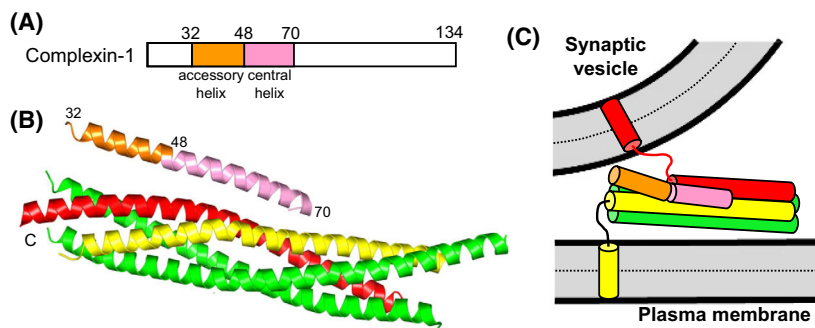 (A)
32 48 70 134
Complexin-1
accessory central
helix helix
(B)
32
48
70
C
(C)
Synaptic
vesicle
Plasma membrane